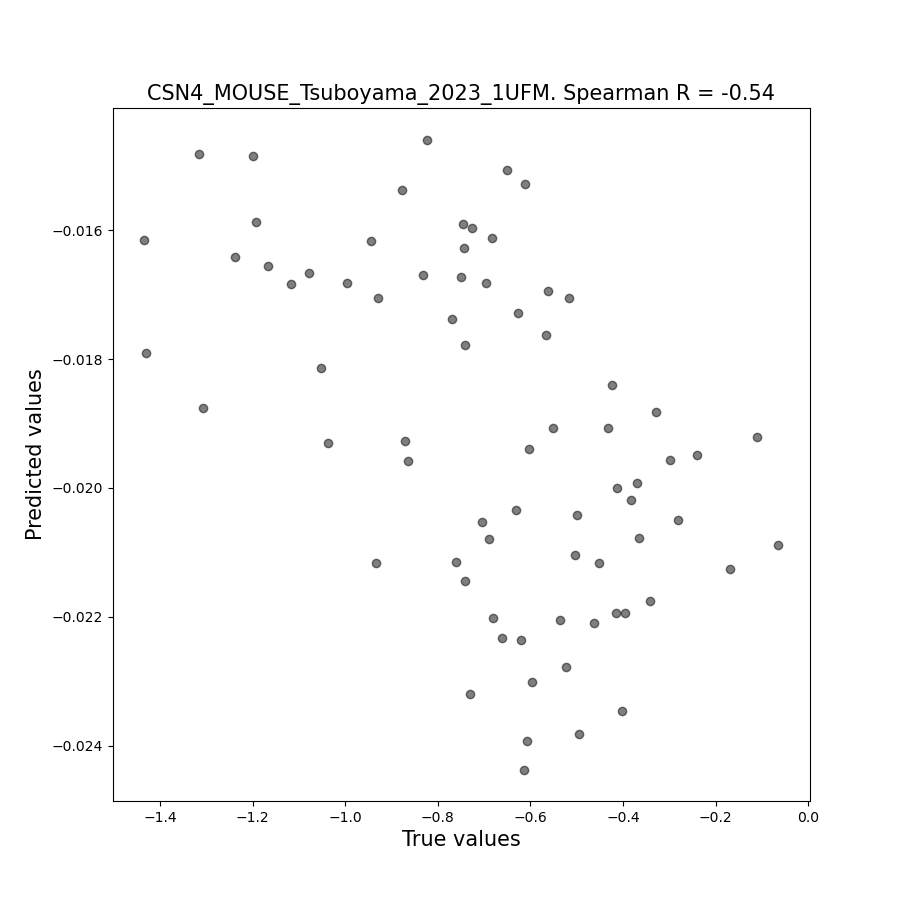 CSN4_MOUSE_Tsuboyama_2023_1UFM. Spearman R = -0.54
Predicted values
−0.016
−0.018
−0.020
−0.022
−0.024
−1.4 −1.2 −1.0 −0.8 −0.6 −0.4 −0.2 0.0
True values